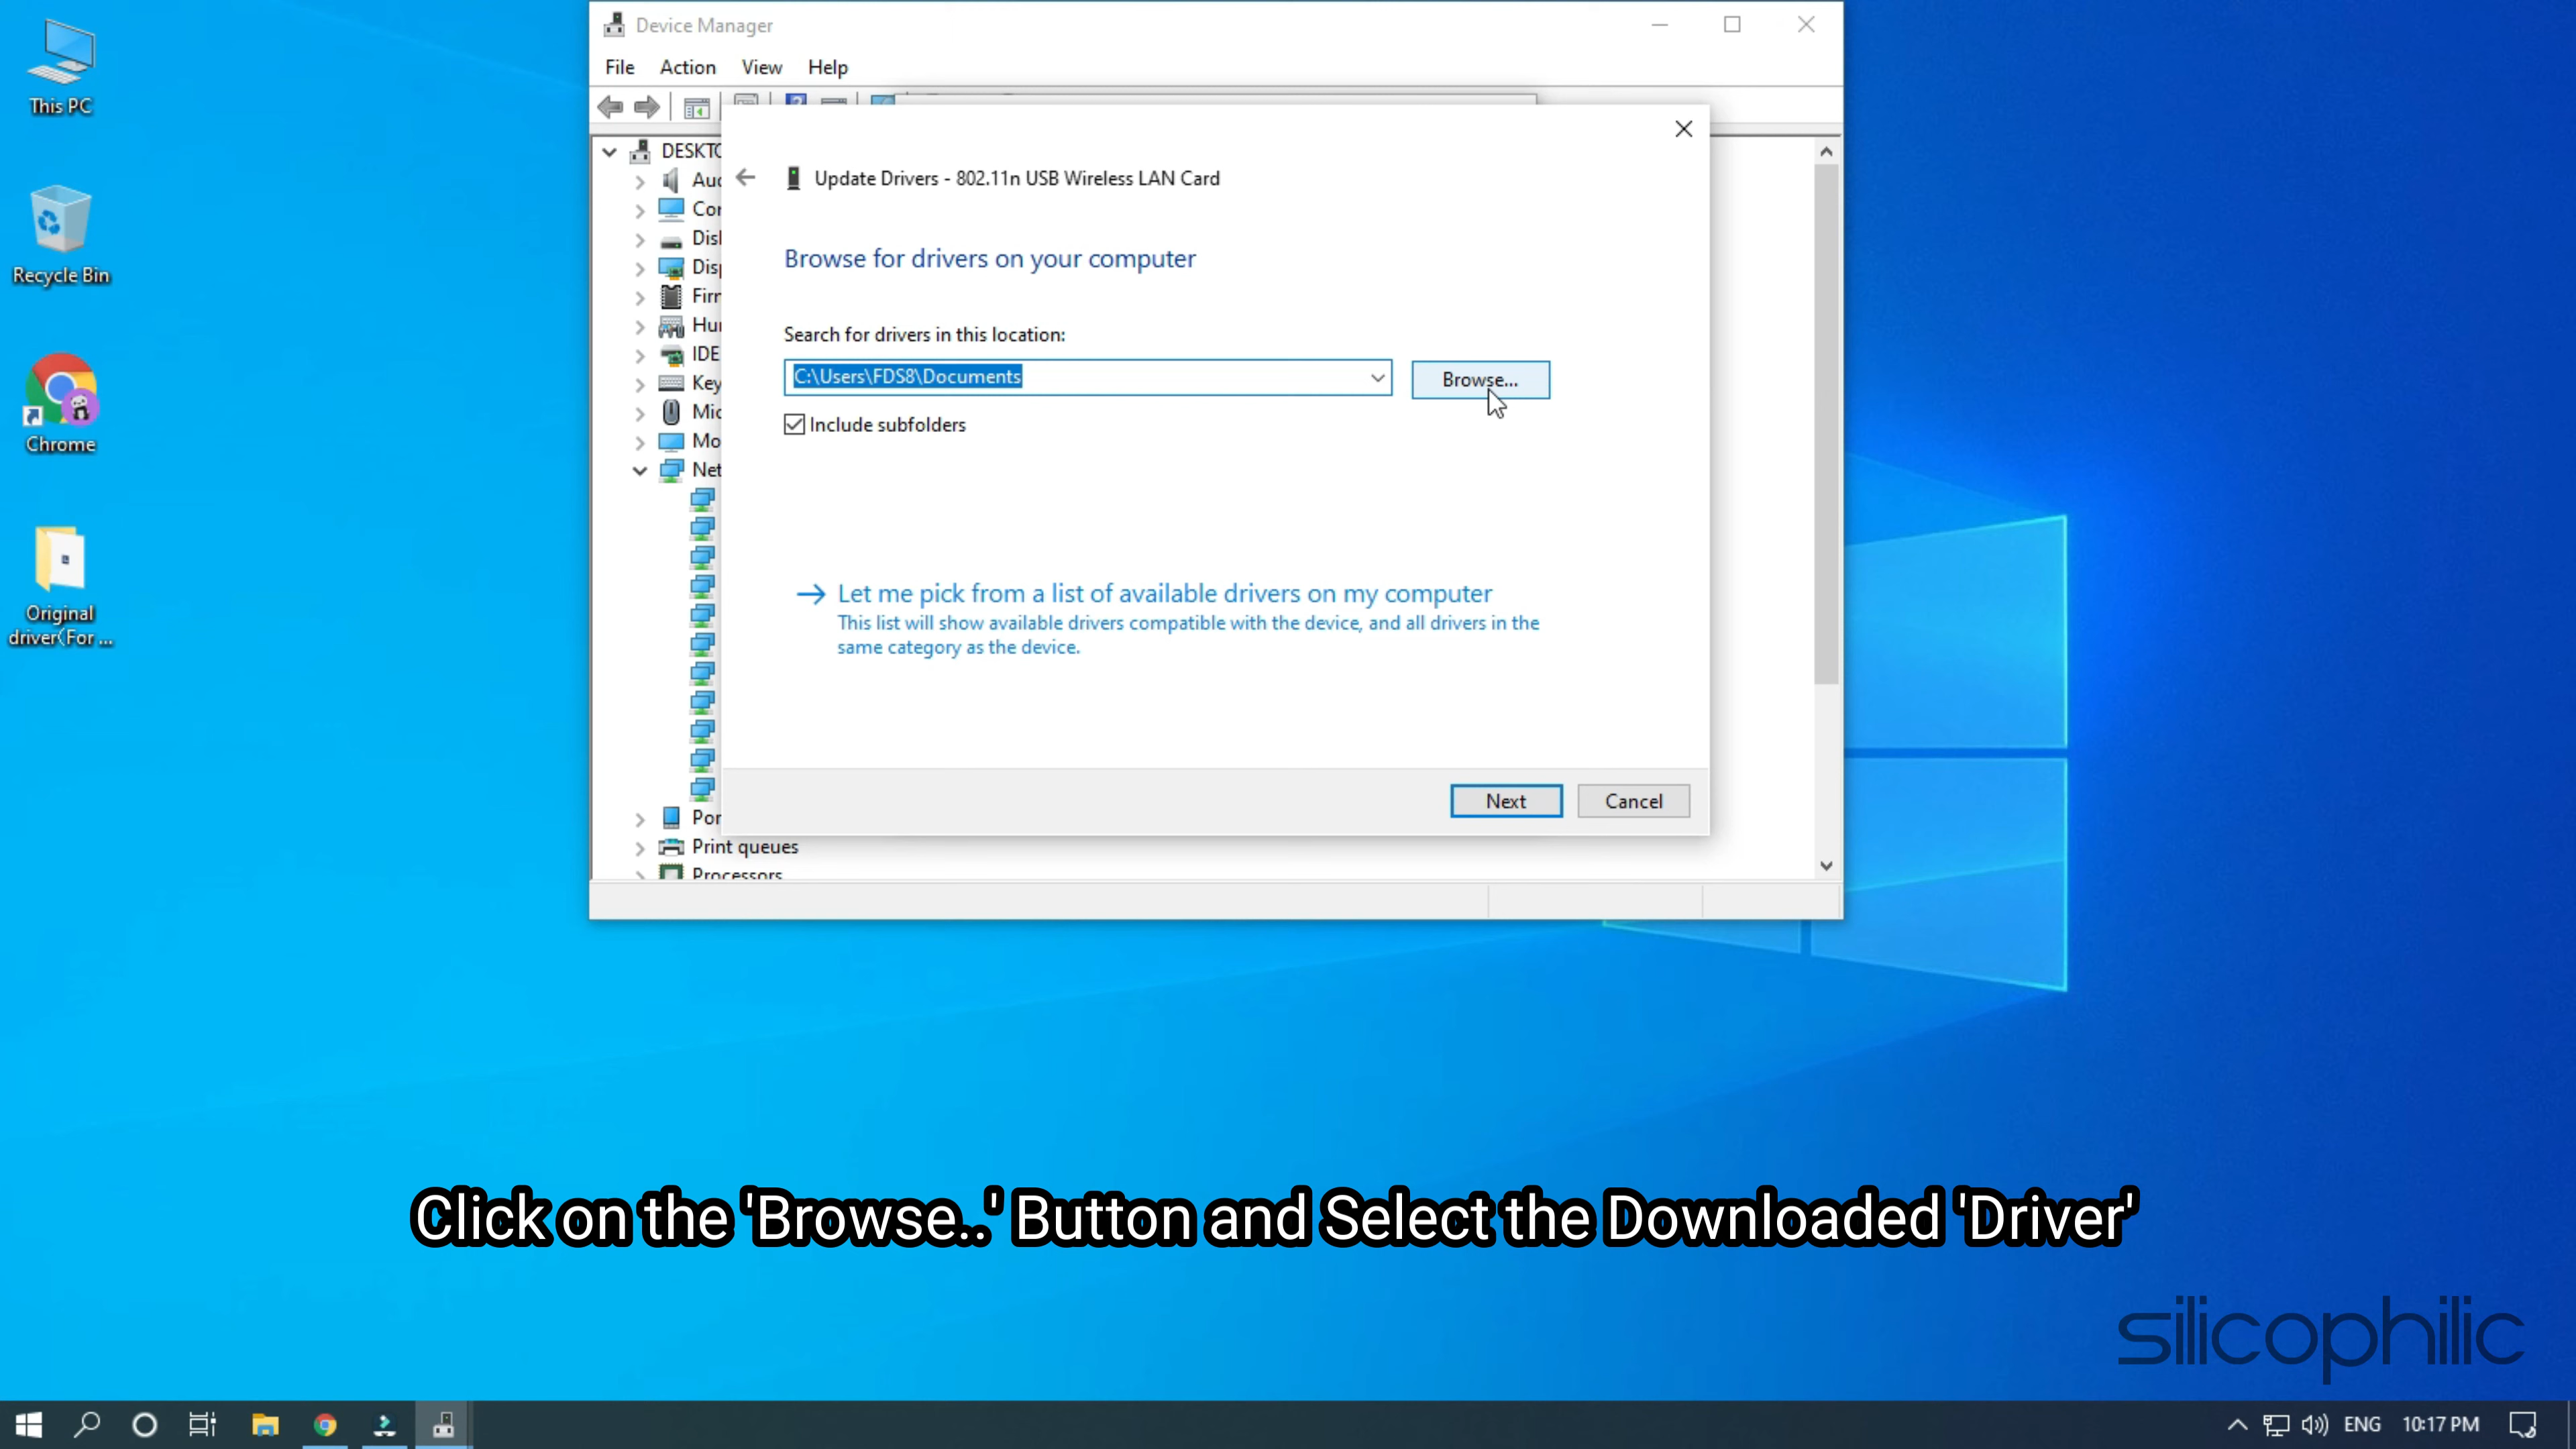 Device Manager
File Action View Help
This PC
Recycle Bin
Chrome
Original
driver(For ...
DESKTO
Aud
Cor
Disl
Disp
Firr
Hur
IDE
Key
Mic
Mo
Net
Por
Print queues
Processors
Update Drivers - 802.11n USB Wireless LAN Card
Browse for drivers on your computer
Search for drivers in this location:
C:\Users\FDS8\Documents
Browse...
Include subfolders
Let me pick from a list of available drivers on my computer
This list will show available drivers compatible with the device, and all drivers in the
same category as the device.
Next
Cancel
Click on the 'Browse..' Button and Select the Downloaded 'Driver'
silicophilic
ENG 10:17 PM